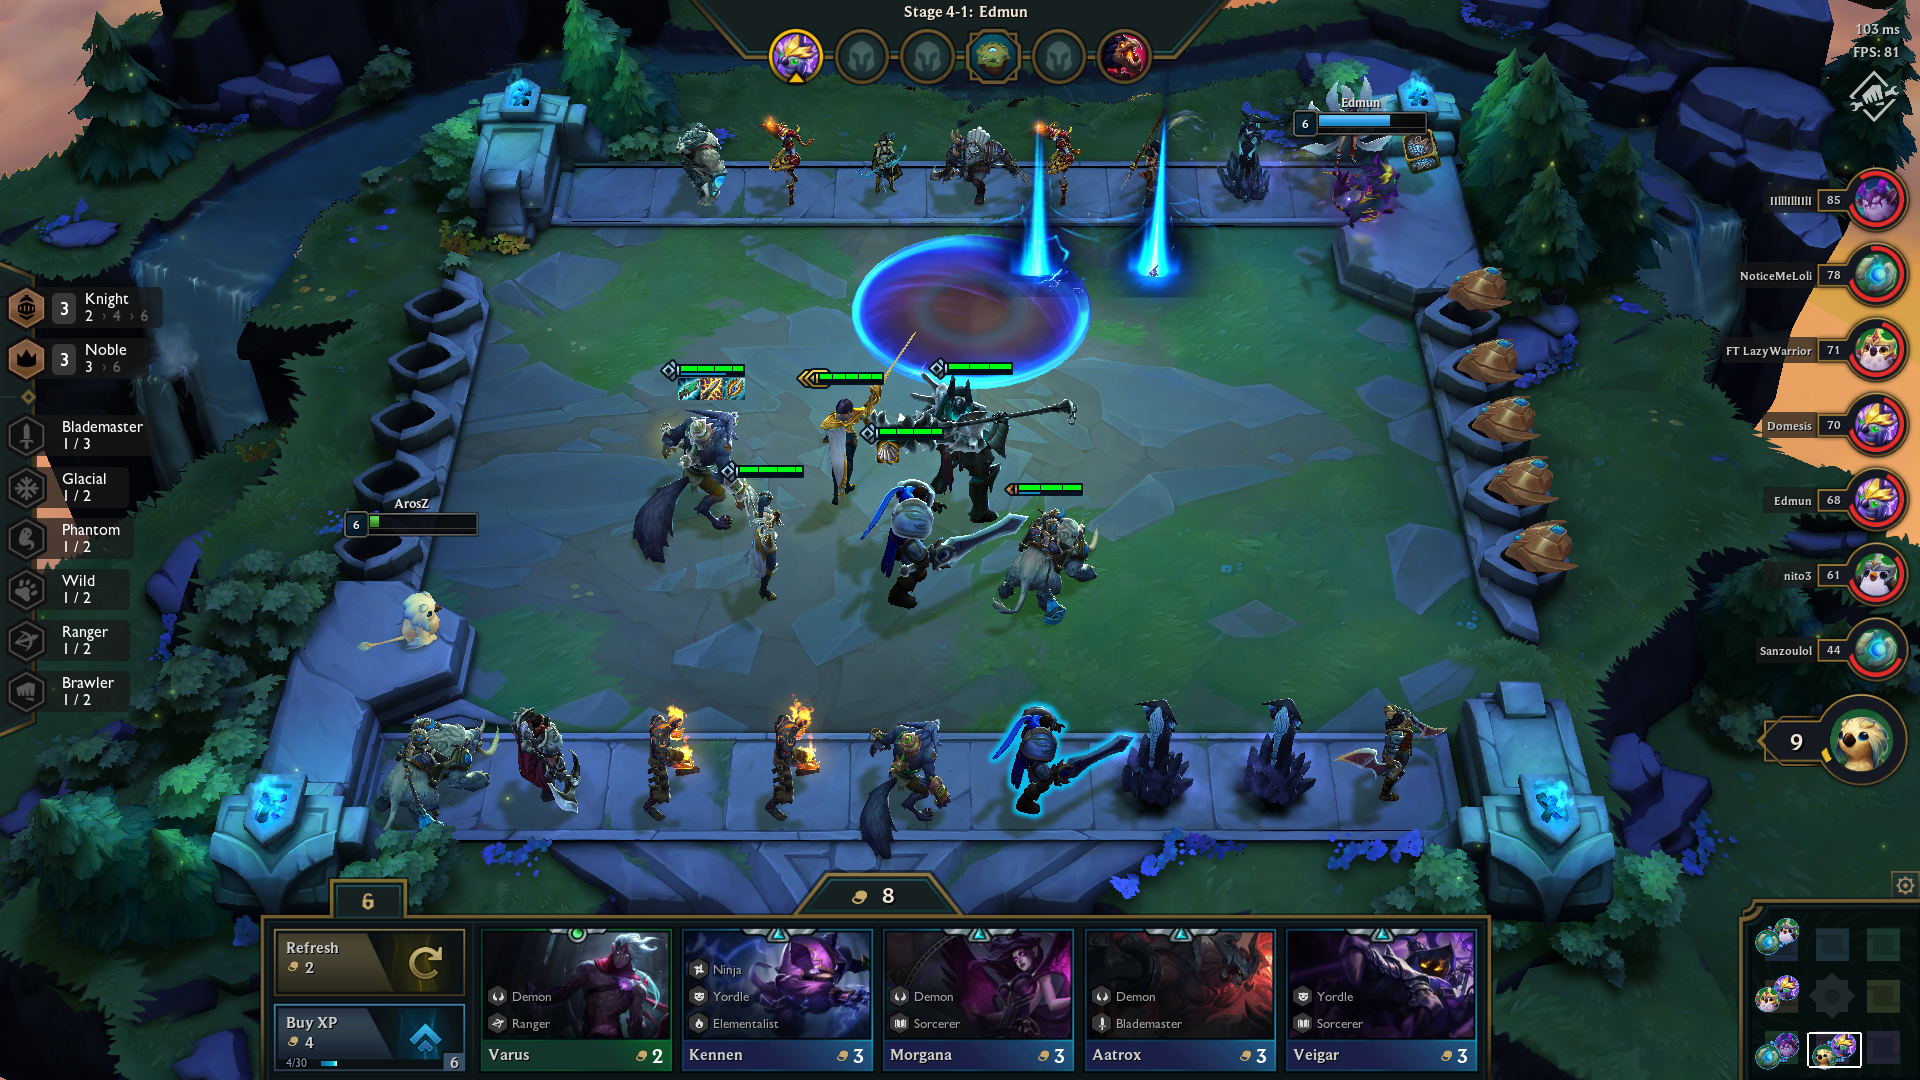 Stage 4-1: Edmun
103 ms
FPS: 81
Edmun
6
IIIIIIIIIIII 85
NoticeMeLoli 78
FT LazyWarrior 71
Domesis 70
Edmun 68
nito3 61
Sanzoulol 44
9
3 Knight
2 › 4 › 6
3 Noble
3 › 6
Blademaster
1 / 3
Glacial
1 / 2
Phantom
1 / 2
Wild
1 / 2
Ranger
1 / 2
Brawler
1 / 2
ArosZ
6
6
8
Refresh
2
Buy XP
4
4/30
6
Demon
Ranger
Varus 2
Ninja
Yordle
Elementalist
Kennen 3
Demon
Sorcerer
Morgana 3
Demon
Blademaster
Aatrox 3
Yordle
Sorcerer
Veigar 3